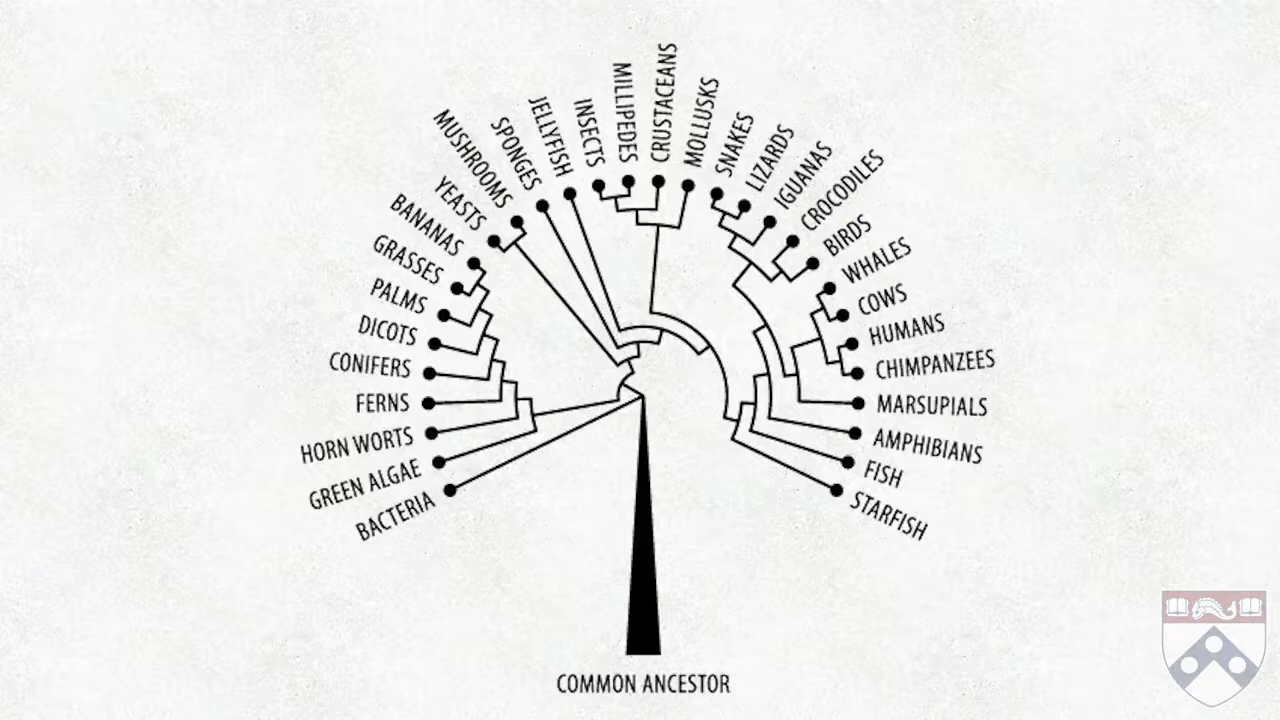 BACTERIA
GREEN ALGAE
HORN WORTS
FERNS
CONIFERS
DICOTS
PALMS
GRASSES
BANANAS
YEASTS
MUSHROOMS
SPONGES
JELLYFISH
INSECTS
MILLIPEDES
CRUSTACEANS
MOLLUSKS
SNAKES
LIZARDS
IGUANAS
CROCODILES
BIRDS
WHALES
COWS
HUMANS
CHIMPANZEES
MARSUPIALS
AMPHIBIANS
FISH
STARFISH
COMMON ANCESTOR